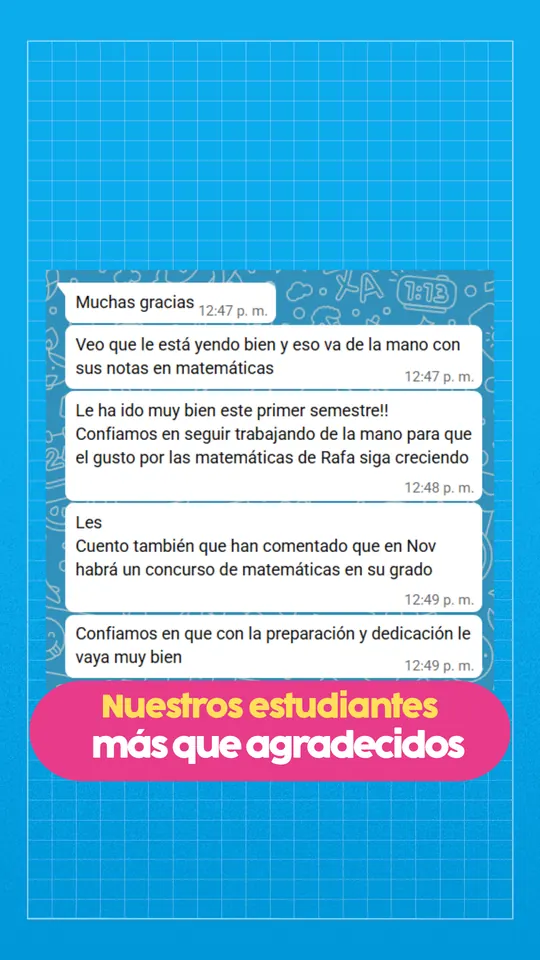 1:13
Muchas gracias 12:47 p. m.
Veo que le está yendo bien y eso va de la mano con
sus notas en matemáticas
12:47 p. m.
Le ha ido muy bien este primer semestre!!
Confiamos en seguir trabajando de la mano para que
el gusto por las matemáticas de Rafa siga creciendo
12:48 p. m.
Les
Cuento también que han comentado que en Nov
habrá un concurso de matemáticas en su grado
12:49 p. m.
Confiamos en que con la preparación y dedicación le
vaya muy bien
12:49 p. m.
Nuestros estudiantes
más que agradecidos